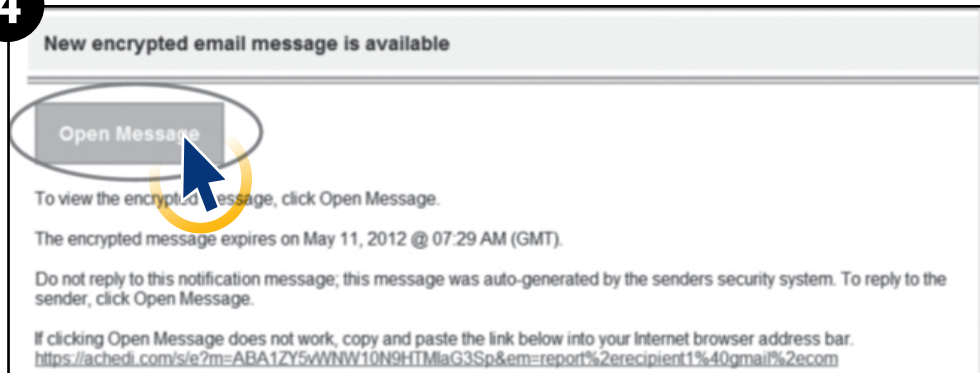 4
New encrypted email message is available
Open Message
To view the encrypted message, click Open Message.
The encrypted message expires on May 11, 2012 @ 07:29 AM (GMT).
Do not reply to this notification message; this message was auto-generated by the senders security system. To reply to the
sender, click Open Message.
If clicking Open Message does not work, copy and paste the link below into your Internet browser address bar.
https://achedi.com/s/e?m=ABA1ZY5vWNW10N9HTMlaG3Sp&em=report%2erecipient1%40gmail%2ecom